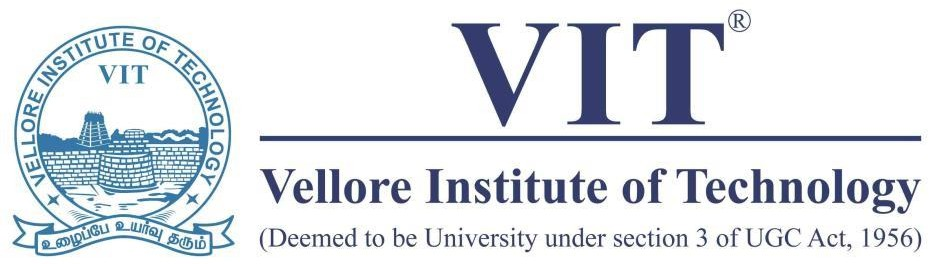 VELLORE INSTITUTE OF TECHNOLOGY
VIT
உழைப்பே உயர்வு தரும்
VIT®
Vellore Institute of Technology
(Deemed to be University under section 3 of UGC Act, 1956)